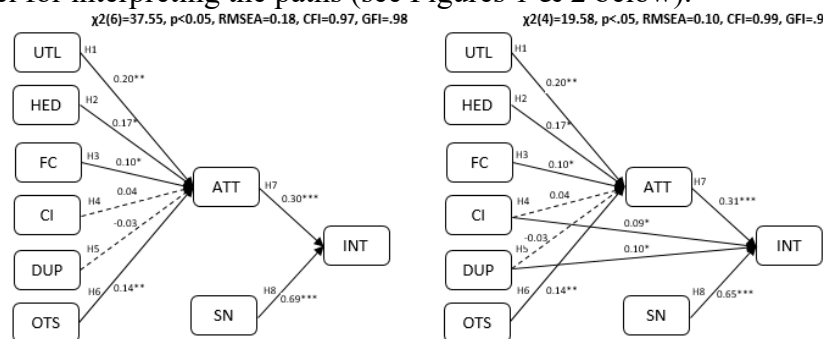 for interpreting the paths (see Figures 1 & 2 below).
χ2(6)=37.55, p<0.05, RMSEA=0.18, CFI=0.97, GFI=.98
UTL
H1
0.20**
HED
H2
0.17*
FC
H3
0.10*
CI
H4
0.04
-0.03
DUP
H5
OTS
H6
0.14**
ATT
H7
0.30***
INT
SN
H8
0.69***
χ2(4)=19.58, p<.05, RMSEA=0.10, CFI=0.99, GFI=.9
UTL
H1
0.20**
HED
H2
0.17*
FC
H3
0.10*
CI
H4
0.04
-0.03
DUP
H5
OTS
H6
0.14**
ATT
H7
0.31***
0.09*
0.10*
INT
SN
H8
0.65***